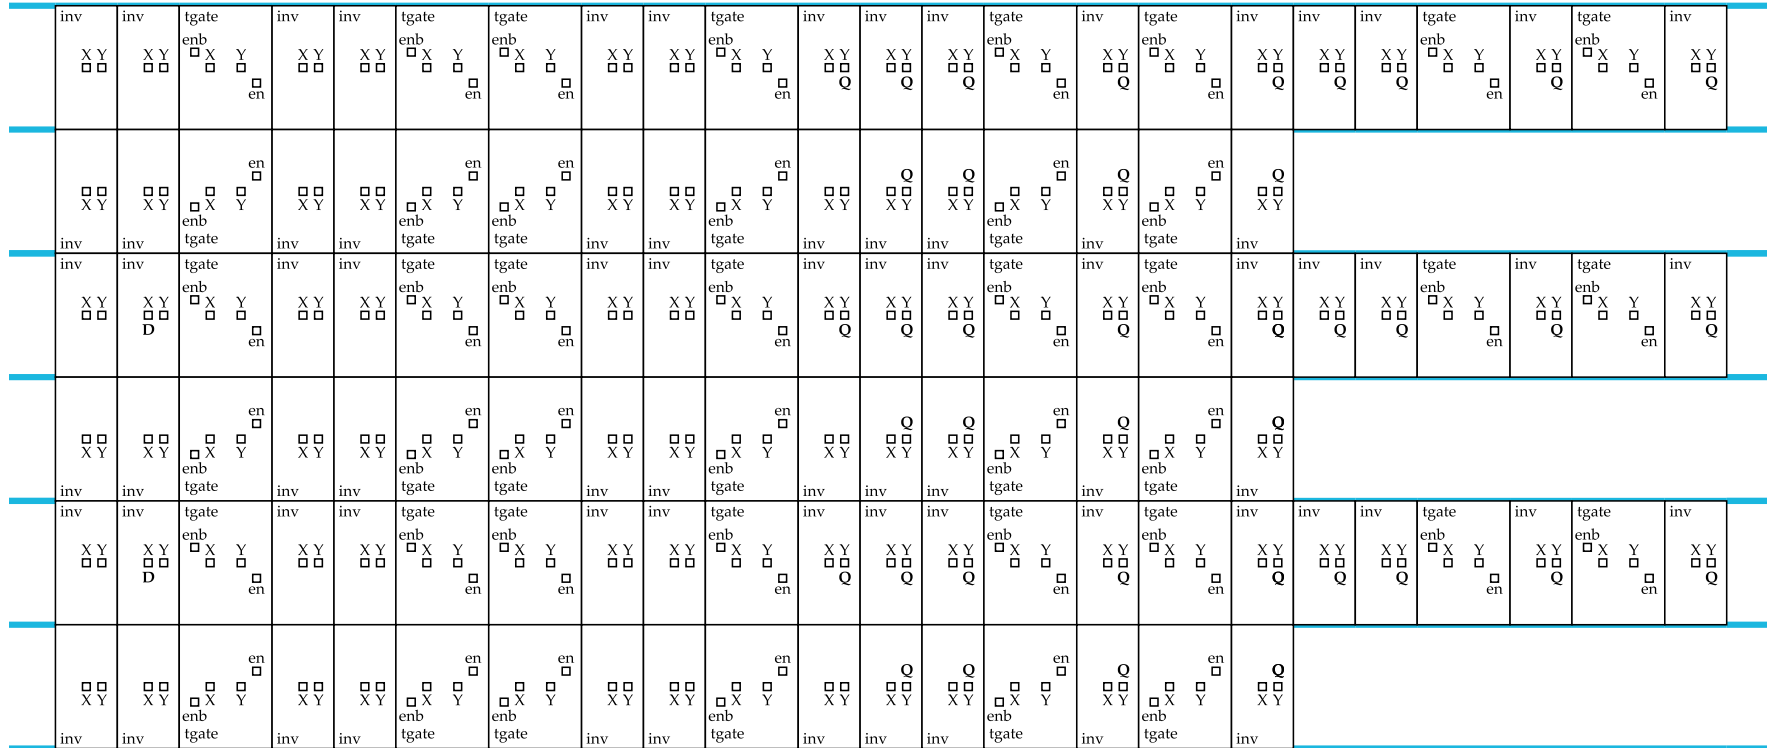 inv inv tgate inv inv tgate tgate inv inv tgate inv inv inv tgate inv tgate inv inv inv tgate inv tgate inv
enb enb enb enb enb enb enb enb
X Y X Y X Y X Y X Y X Y X Y X Y X Y X Y X Y X Y X Y X Y X Y X Y X Y X Y X Y X Y X Y X Y X Y
Q Q Q Q Q Q Q Q Q
en en en en en en en en
en en en en en en
Q Q Q Q
X Y X Y X Y X Y X Y X Y X Y X Y X Y X Y X Y X Y X Y X Y X Y X Y X Y
enb enb enb enb enb enb
tgate tgate tgate tgate tgate tgate
inv inv inv inv inv inv inv inv inv inv inv
inv inv tgate inv inv tgate tgate inv inv tgate inv inv inv tgate inv tgate inv inv inv tgate inv tgate inv
enb enb enb enb enb enb enb enb
X Y X Y X Y X Y X Y X Y X Y X Y X Y X Y X Y X Y X Y X Y X Y X Y X Y X Y X Y X Y X Y X Y X Y
D Q Q Q Q Q Q Q Q Q
en en en en en en en en
en en en en en en
Q Q Q Q
X Y X Y X Y X Y X Y X Y X Y X Y X Y X Y X Y X Y X Y X Y X Y X Y X Y
enb enb enb enb enb enb
tgate tgate tgate tgate tgate tgate
inv inv inv inv inv inv inv inv inv inv inv
inv inv tgate inv inv tgate tgate inv inv tgate inv inv inv tgate inv tgate inv inv inv tgate inv tgate inv
enb enb enb enb enb enb enb enb
X Y X Y X Y X Y X Y X Y X Y X Y X Y X Y X Y X Y X Y X Y X Y X Y X Y X Y X Y X Y X Y X Y X Y
D Q Q Q Q Q Q Q Q Q
en en en en en en en en
en en en en en en
Q Q Q Q
X Y X Y X Y X Y X Y X Y X Y X Y X Y X Y X Y X Y X Y X Y X Y X Y X Y
enb enb enb enb enb enb
tgate tgate tgate tgate tgate tgate
inv inv inv inv inv inv inv inv inv inv inv